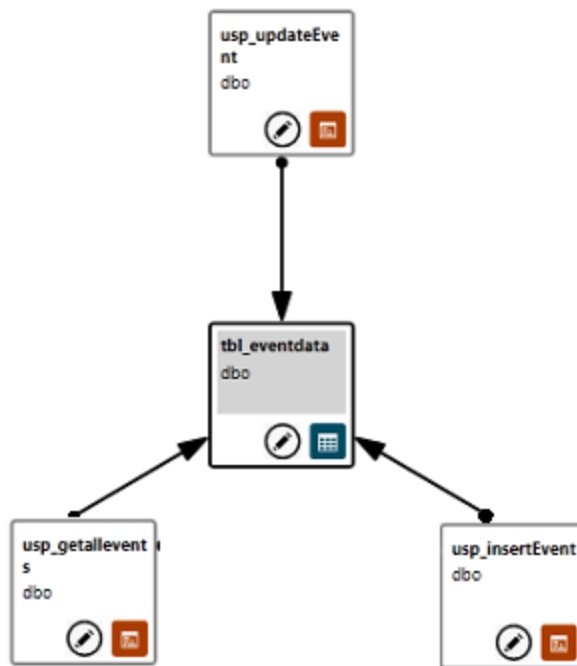 usp_updateEve
nt
dbo
tbl_eventdata
dbo
usp_getallevent
s
dbo
usp_insertEvent
dbo